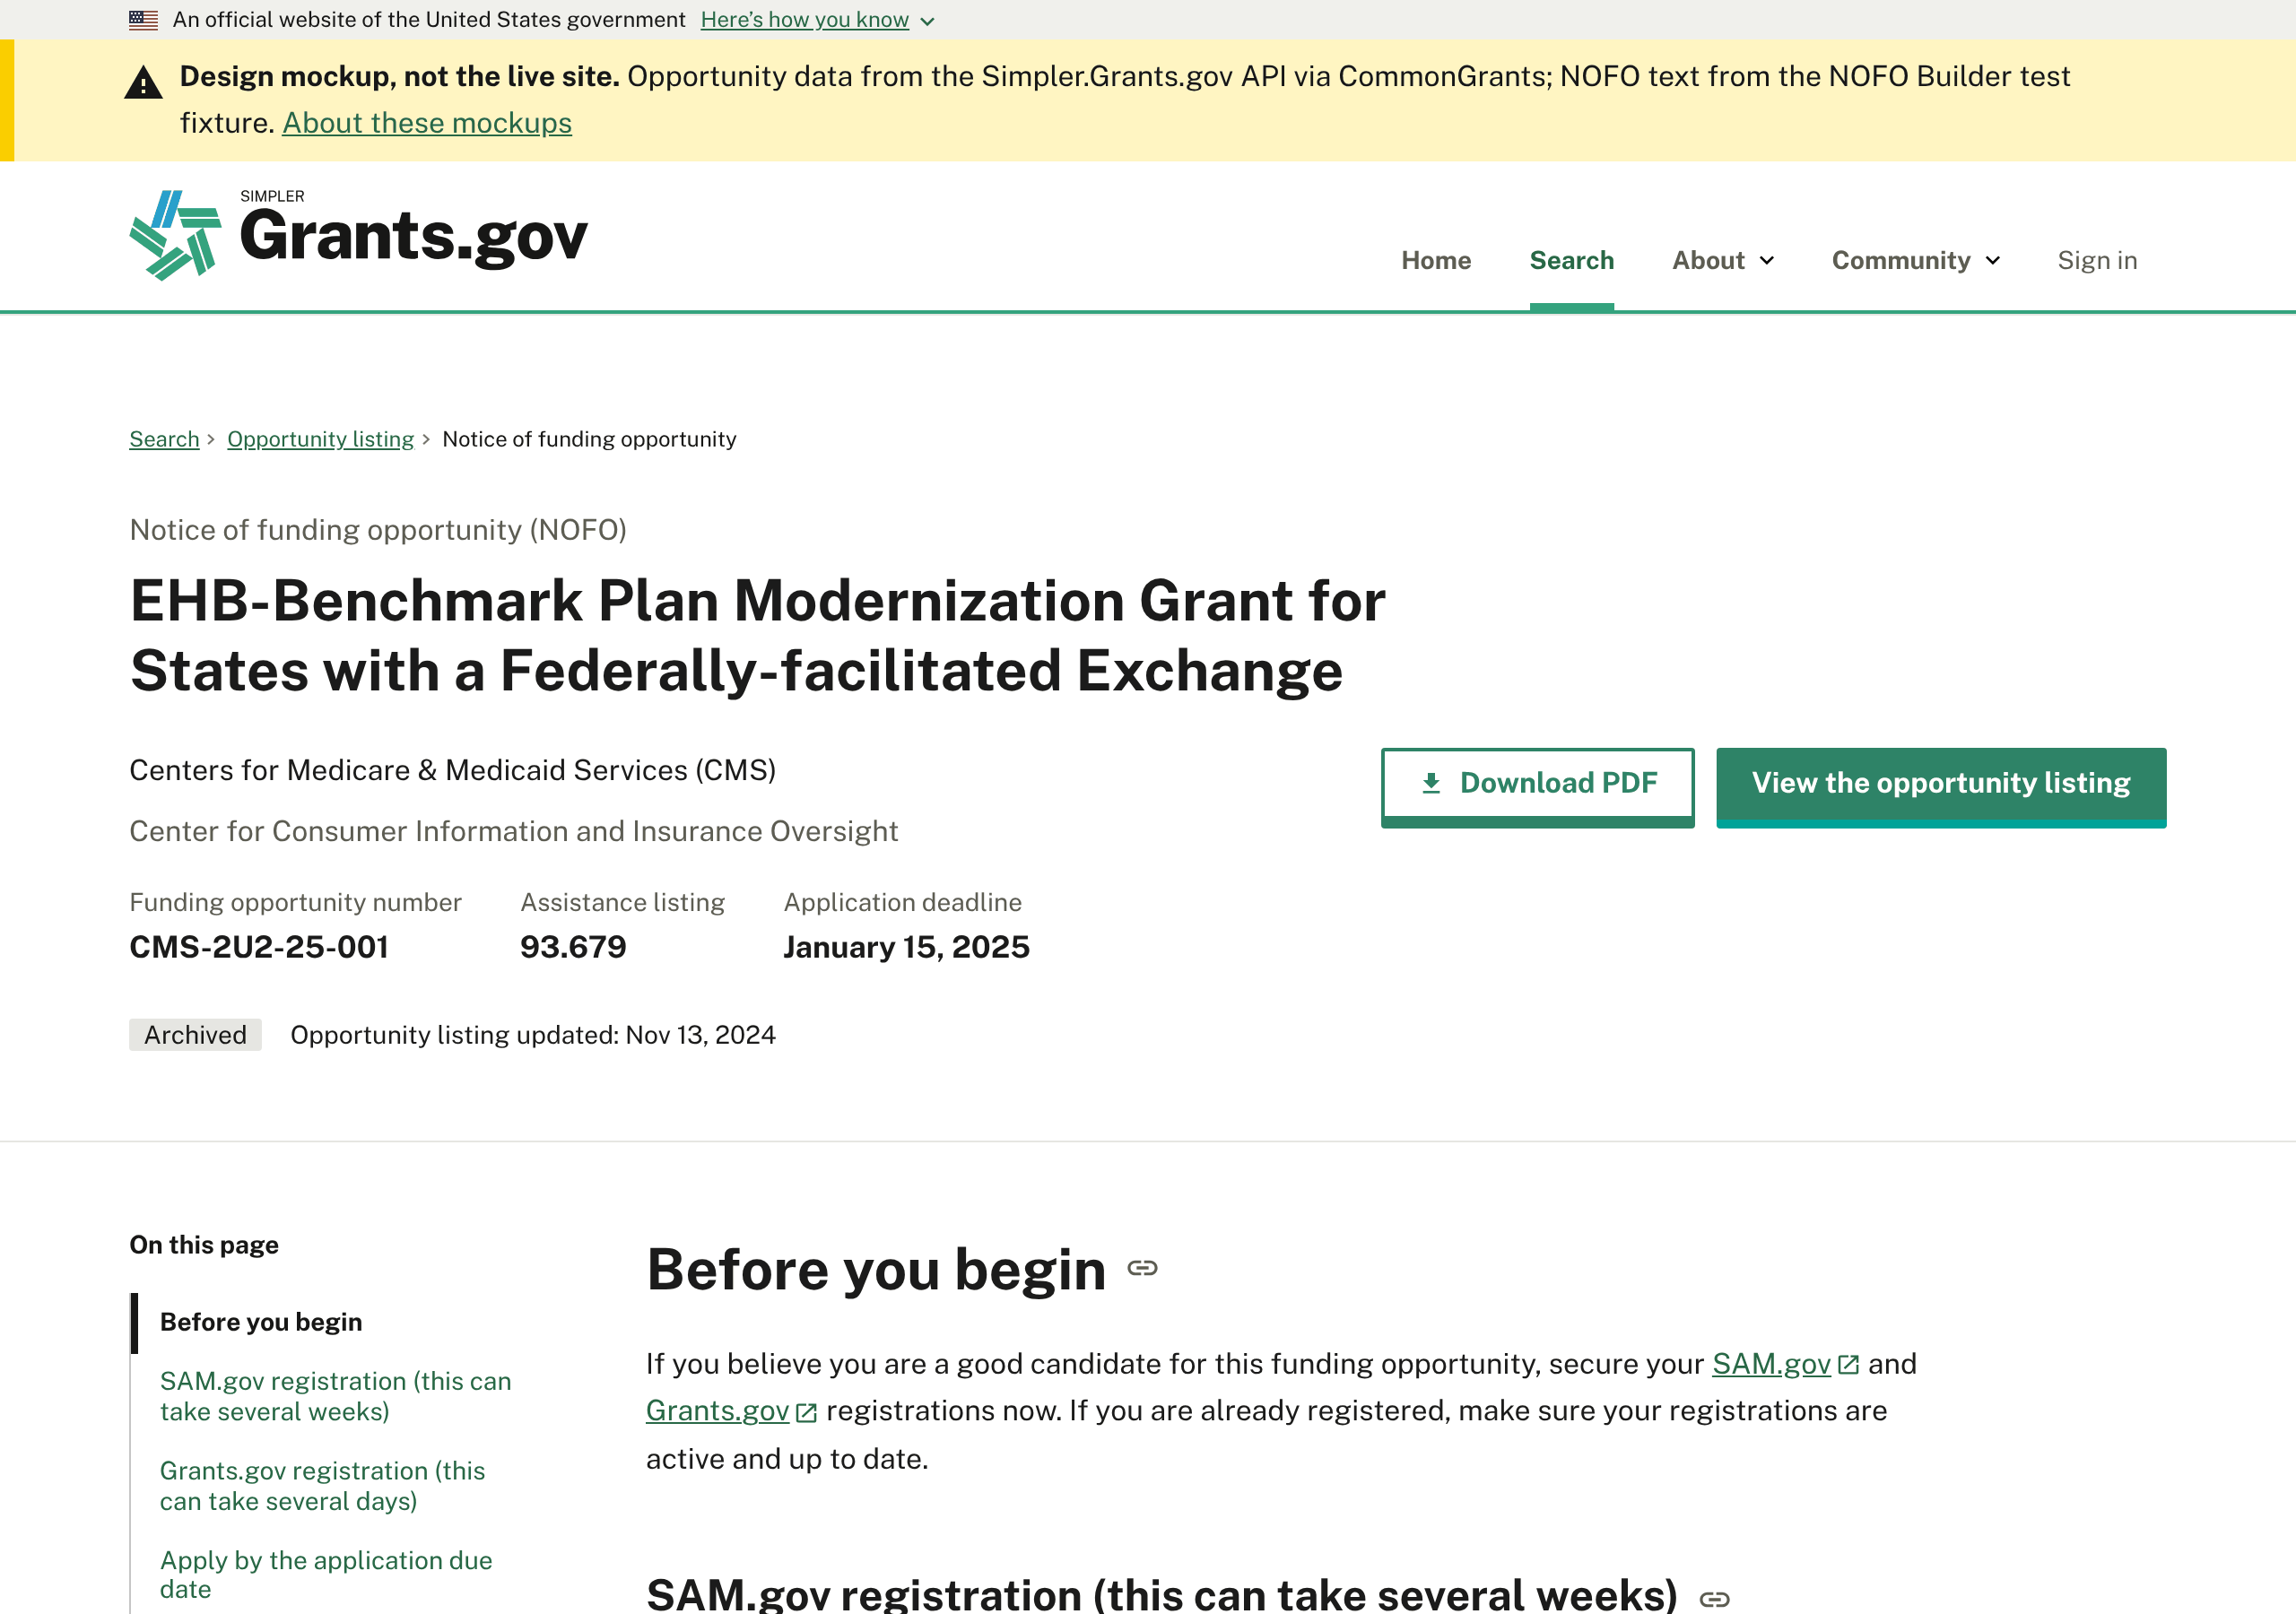 An official website of the United States government Here’s how you know
Design mockup, not the live site. Opportunity data from the Simpler.Grants.gov API via CommonGrants; NOFO text from the NOFO Builder test
fixture. About these mockups
SIMPLER
Grants.gov
Home Search About Community Sign in
Search Opportunity listing Notice of funding opportunity
Notice of funding opportunity (NOFO)
EHB-Benchmark Plan Modernization Grant for
States with a Federally-facilitated Exchange
Centers for Medicare & Medicaid Services (CMS)
Download PDF View the opportunity listing
Center for Consumer Information and Insurance Oversight
Funding opportunity number Assistance listing Application deadline
CMS-2U2-25-001 93.679 January 15, 2025
Archived Opportunity listing updated: Nov 13, 2024
On this page
Before you begin
SAM.gov registration (this can
take several weeks)
Grants.gov registration (this
can take several days)
Apply by the application due
date
Before you begin
If you believe you are a good candidate for this funding opportunity, secure your SAM.gov and
Grants.gov registrations now. If you are already registered, make sure your registrations are
active and up to date.
SAM.gov registration (this can take several weeks)